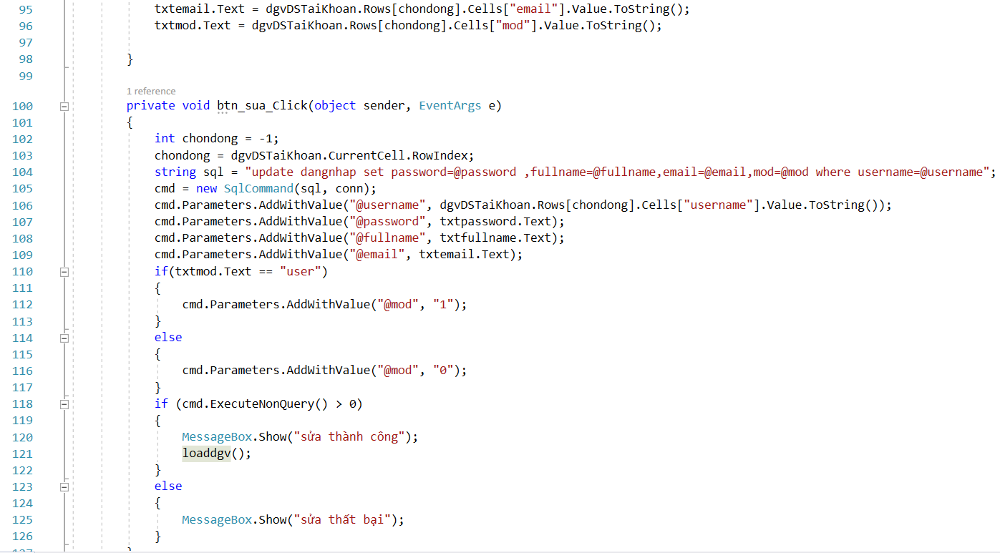 95 txtemail.Text = dgvDSTaiKhoan.Rows[chondong].Cells["email"].Value.ToString();
96 txtmod.Text = dgvDSTaiKhoan.Rows[chondong].Cells["mod"].Value.ToString();
97
98 }
99
1 reference
100 private void btn_sua_Click(object sender, EventArgs e)
101 {
102 int chondong = -1;
103 chondong = dgvDSTaiKhoan.CurrentCell.RowIndex;
104 string sql = "update dangnhap set password=@password ,fullname=@fullname,email=@email,mod=@mod where username=@username";
105 cmd = new SqlCommand(sql, conn);
106 cmd.Parameters.AddWithValue("@username", dgvDSTaiKhoan.Rows[chondong].Cells["username"].Value.ToString());
107 cmd.Parameters.AddWithValue("@password", txtpassword.Text);
108 cmd.Parameters.AddWithValue("@fullname", txtfullname.Text);
109 cmd.Parameters.AddWithValue("@email", txtemail.Text);
110 if(txtmod.Text == "user")
111 {
112 cmd.Parameters.AddWithValue("@mod", "1");
113 }
114 else
115 {
116 cmd.Parameters.AddWithValue("@mod", "0");
117 }
118 if (cmd.ExecuteNonQuery() > 0)
119 {
120 MessageBox.Show("sửa thành công");
121 loaddgv();
122 }
123 else
124 {
125 MessageBox.Show("sửa thất bại");
126 }